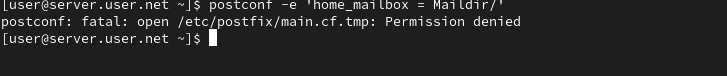 [user@server.user.net ~]$ postconf -e 'home_mailbox = Maildir/'
postconf: fatal: open /etc/postfix/main.cf.tmp: Permission denied
[user@server.user.net ~]$